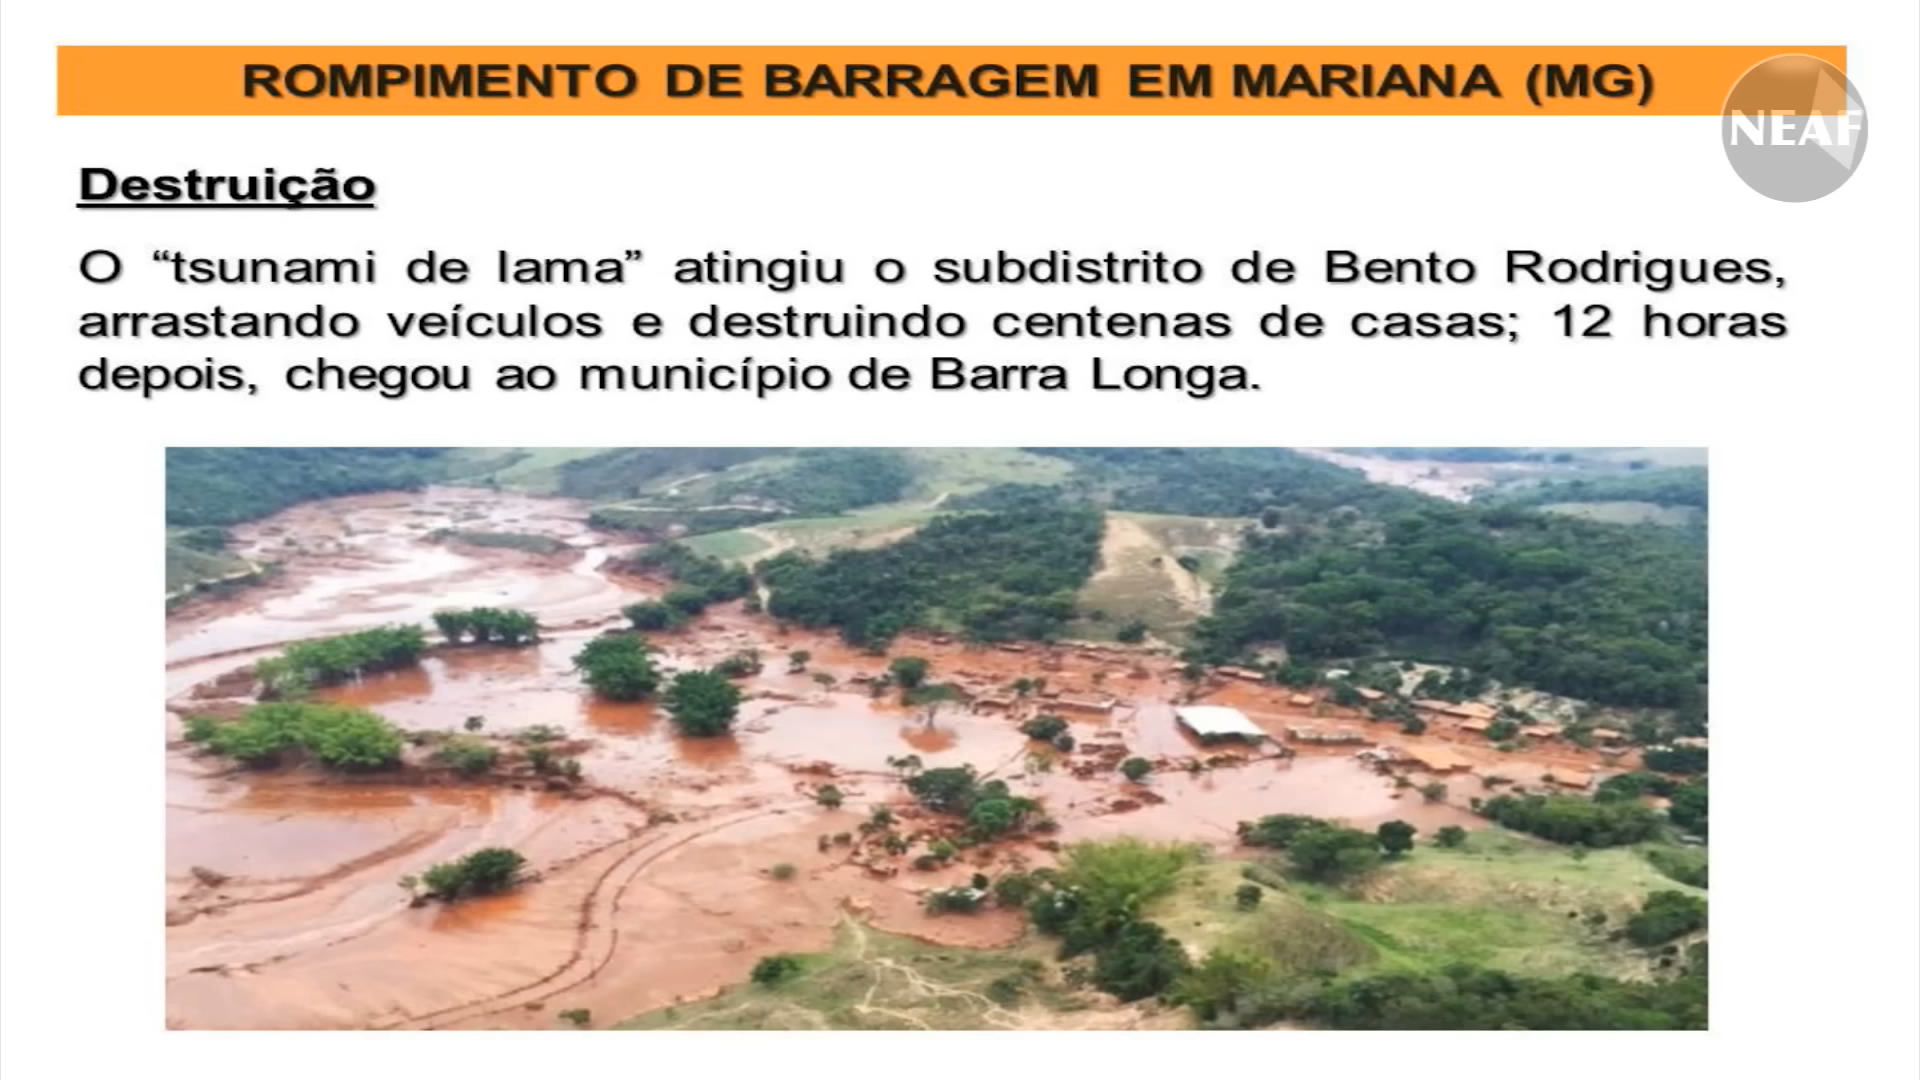 ROMPIMENTO DE BARRAGEM EM MARIANA (MG)
NEAF
Destruição
O “tsunami de lama” atingiu o subdistrito de Bento Rodrigues,
arrastando veículos e destruindo centenas de casas; 12 horas
depois, chegou ao município de Barra Longa.